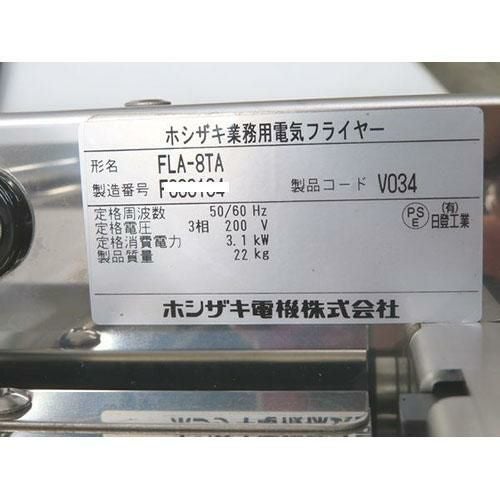 ホシザキ業務用電気フライヤー
形名 FLA-8TA
製造番号 製品コード V034
定格周波数 50/60 Hz
定格電圧 3相 200 V
定格消費電力 3.1 kW
製品質量 22 kg
PS E (有) 日登工業
ホシザキ電機株式会社